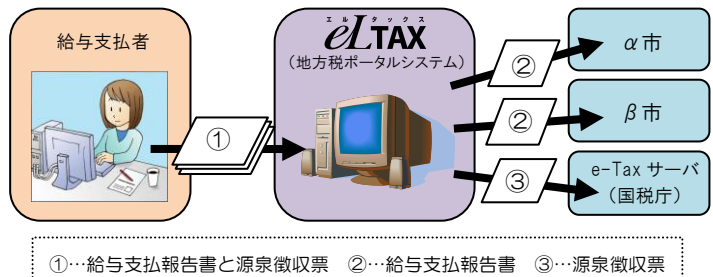 給与支払者
エルタックス
eLTAX
(地方税ポータルシステム)
①
②
α市
②
β市
③
e-Tax サーバ
(国税庁)
①…給与支払報告書と源泉徴収票 ②…給与支払報告書 ③…源泉徴収票